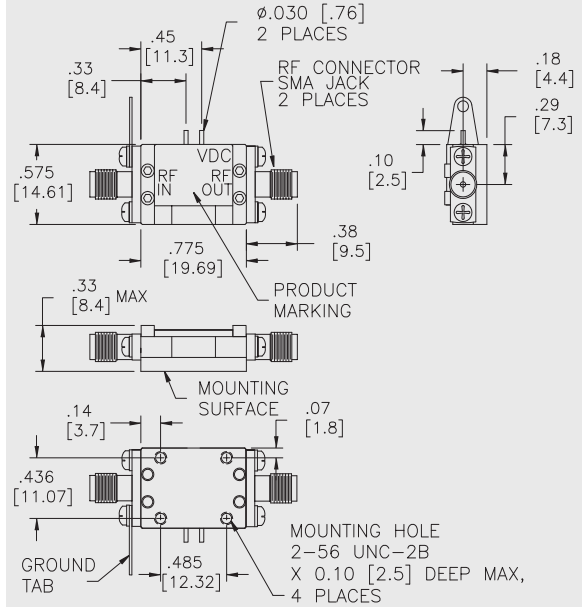 ø.030 [.76]
2 PLACES
.45
[11.3]
.33
[8.4]
RF CONNECTOR
SMA JACK
2 PLACES
.18
[4.4]
.29
[7.3]
.10
[2.5]
.575
[14.61]
VDC
RF
IN
RF
OUT
.38
[9.5]
.775
[19.69]
PRODUCT
MARKING
.33
[8.4] MAX
MOUNTING
SURFACE
.14
[3.7]
.07
[1.8]
.436
[11.07]
.485
[12.32]
GROUND
TAB
MOUNTING HOLE
2-56 UNC-2B
X 0.10 [2.5] DEEP MAX,
4 PLACES